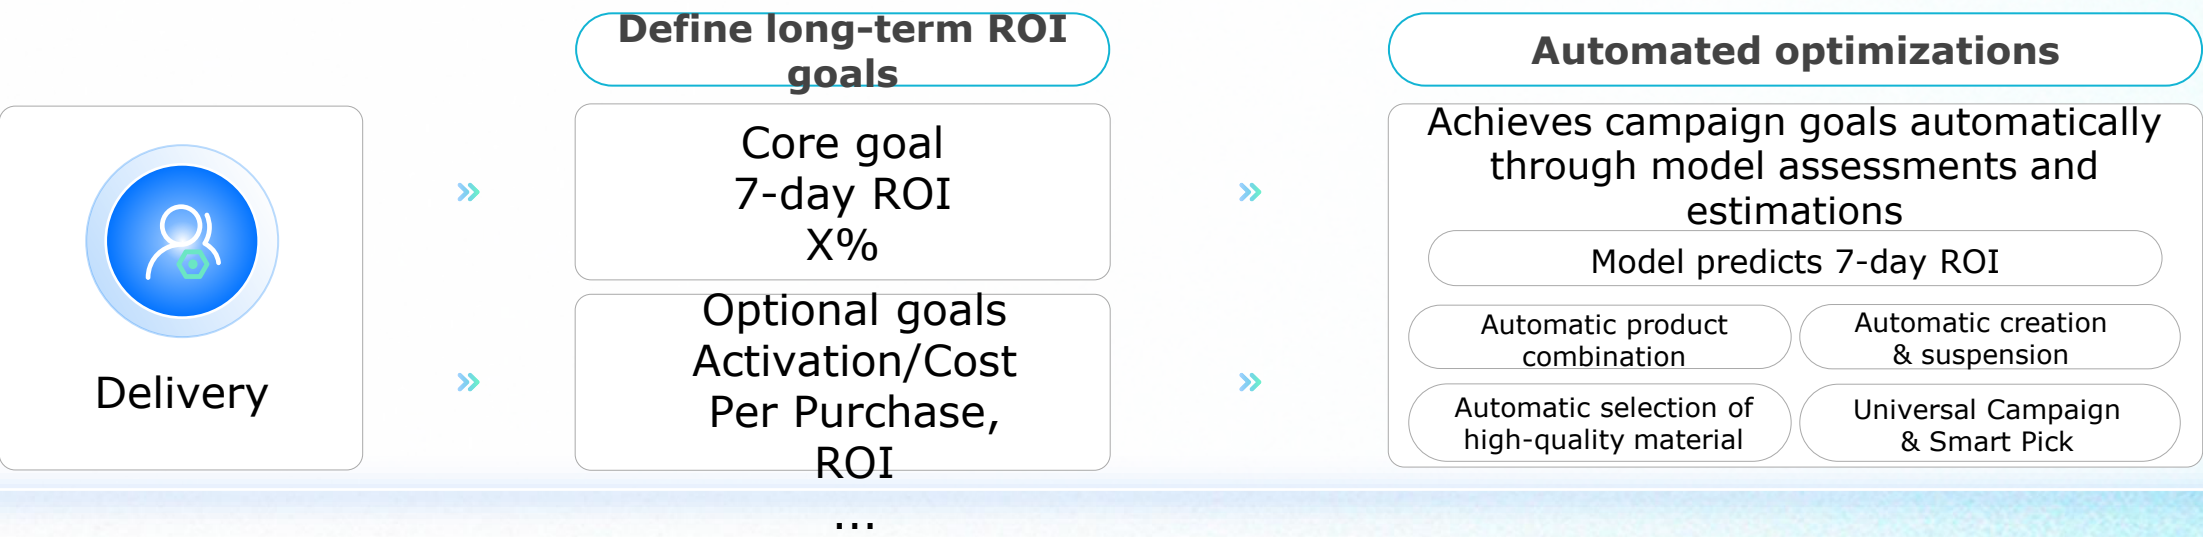 Define long-term ROI
goals
Automated optimizations
Delivery
Core goal
7-day ROI
X%
Optional goals
Activation/Cost
Per Purchase,
ROI
...
Achieves campaign goals automatically
through model assessments and
estimations
Model predicts 7-day ROI
Automatic product
combination
Automatic creation
& suspension
Automatic selection of
high-quality material
Universal Campaign
& Smart Pick